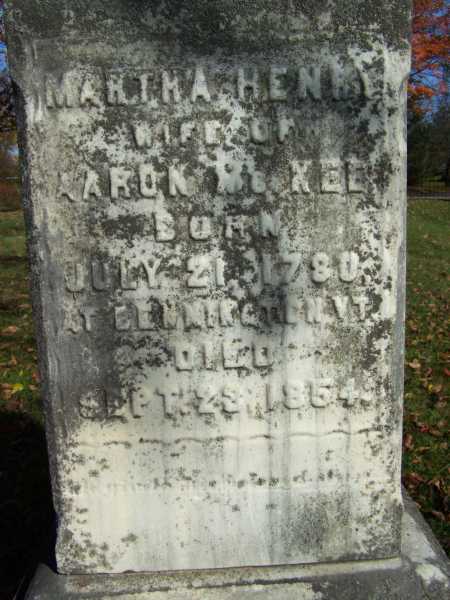 MARTHA HENRY
WIFE OF
AARON Mc KEE
BORN
JULY 21, 1780.
AT BENNINGTON, VT.
DIED
SEPT. 23, 1854.